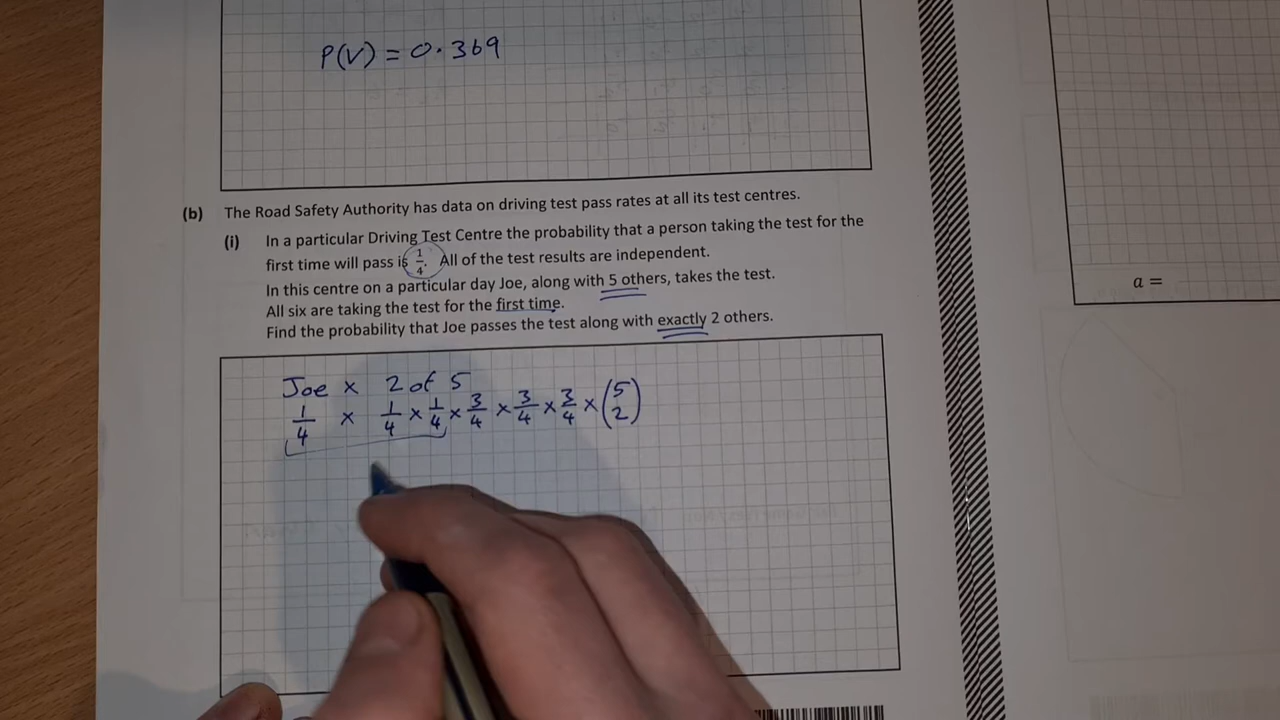 P(V) = 0.369
(b) The Road Safety Authority has data on driving test pass rates at all its test centres.
(i) In a particular Driving Test Centre the probability that a person taking the test for the
first time will pass is 1/4. All of the test results are independent.
In this centre on a particular day Joe, along with 5 others, takes the test.
All six are taking the test for the first time.
Find the probability that Joe passes the test along with exactly 2 others.
Joe × 2 of 5
1/4 × 1/4 × 1/4 × 3/4 × 3/4 × 3/4 × (5 2)
a =